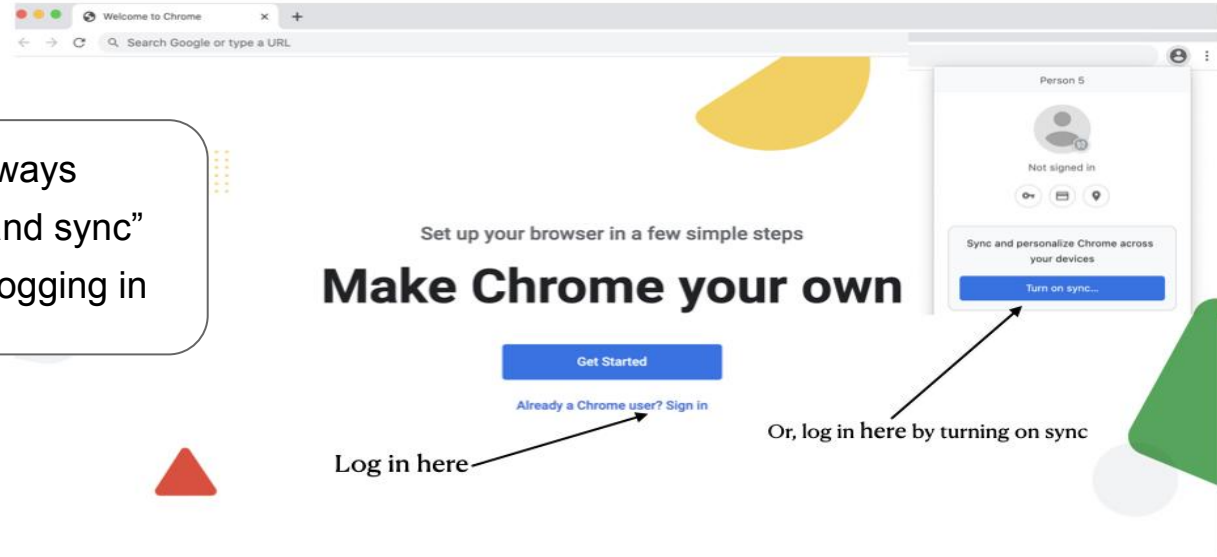 Welcome to Chrome
Search Google or type a URL
Person 5
Not signed in
Sync and personalize Chrome across
your devices
Turn on sync...
ways
nd sync”
ogging in
Set up your browser in a few simple steps
Make Chrome your own
Get Started
Already a Chrome user? Sign in
Log in here
Or, log in here by turning on sync